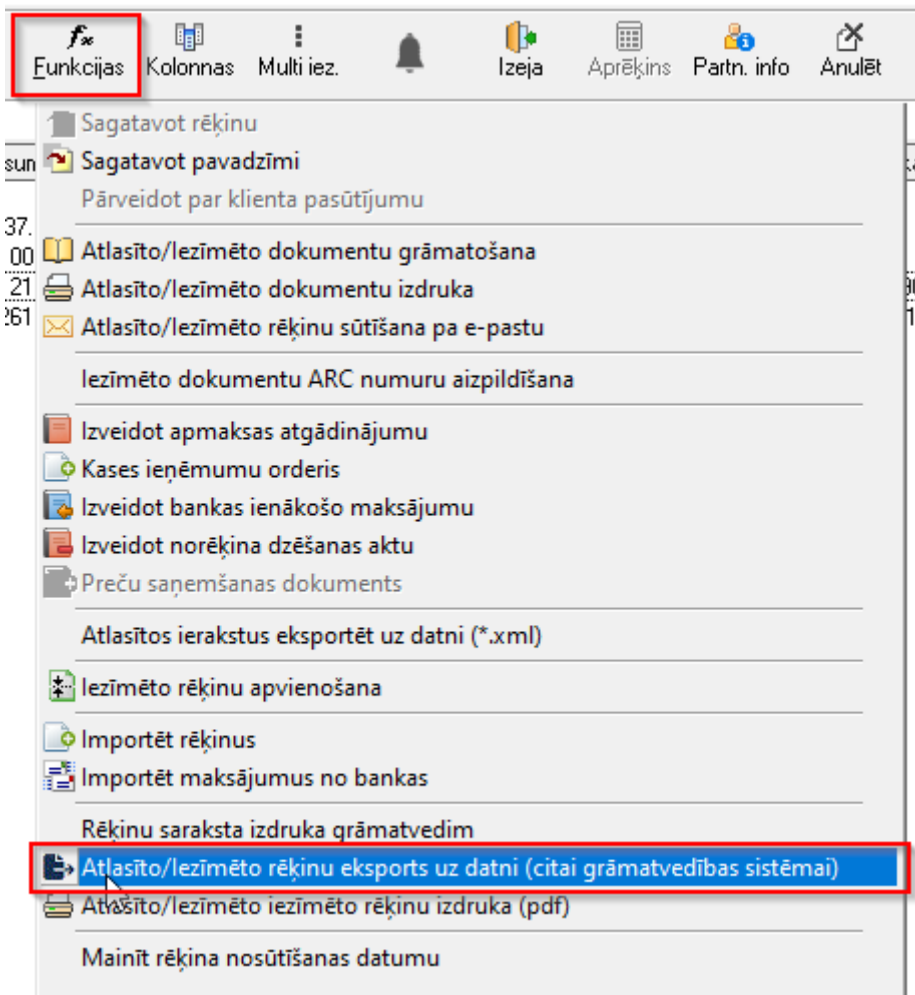 Funkcijas Kolonnas Multi iez. Izeja Aprēķins Partn. info Anulēt
Sagatavot rēķinu
Sagatavot pavadzīmi
Pārveidot par klienta pasūtījumu
37.
Atlasīto/Iezīmēto dokumentu grāmatošana
00
Atlasīto/Iezīmēto dokumentu izdruka
21
Atlasīto/Iezīmēto rēķinu sūtīšana pa e-pastu
Iezīmēto dokumentu ARC numuru aizpildīšana
Izveidot apmaksas atgādinājumu
Kases ieņēmumu orderis
Izveidot bankas ienākošo maksājumu
Izveidot norēķina dzēšanas aktu
Preču saņemšanas dokuments
Atlasītos ierakstus eksportēt uz datni (*.xml)
Iezīmēto rēķinu apvienošana
Importēt rēķinus
Importēt maksājumus no bankas
Rēķinu saraksta izdruka grāmatvedim
Atlasīto/Iezīmēto rēķinu eksports uz datni (citai grāmatvedības sistēmai)
Atlasīto/Iezīmēto iezīmēto rēķinu izdruka (pdf)
Mainīt rēķina nosūtīšanas datumu